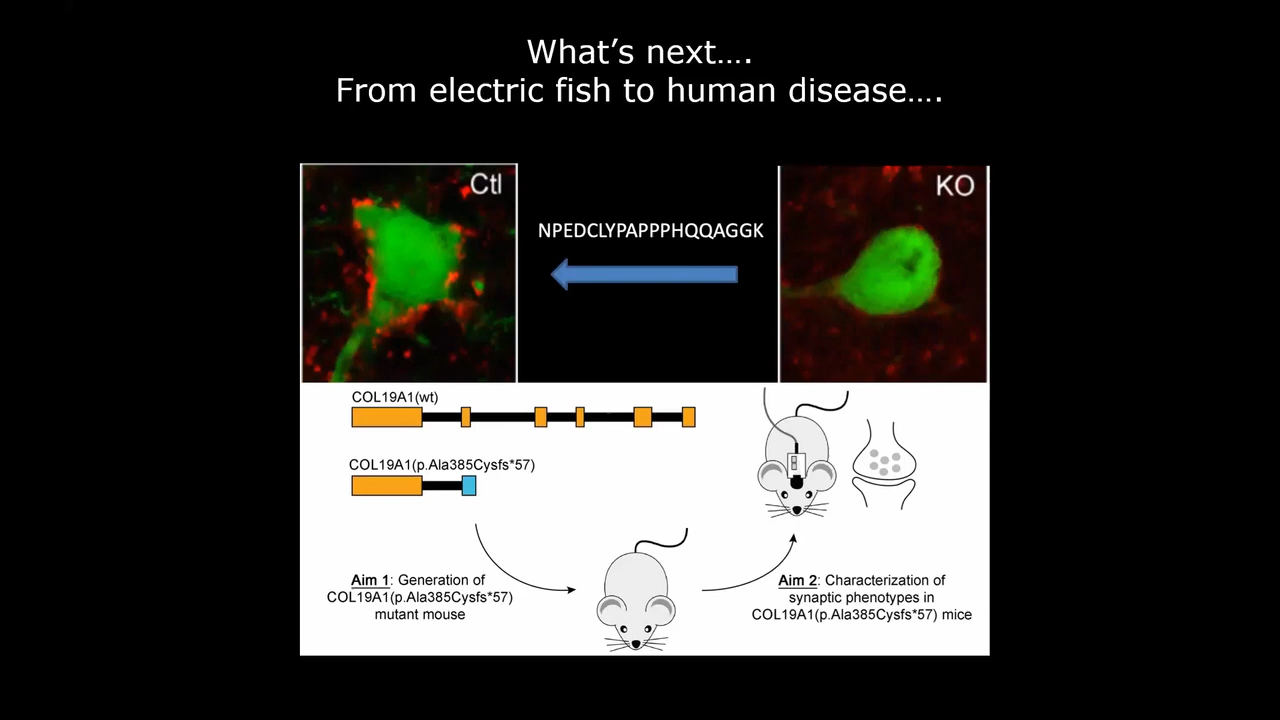 What’s next….
From electric fish to human disease….
Ctl
NPEDCLYPAPPPHQQAGGK
KO
COL19A1(wt)
COL19A1(p.Ala385Cysfs*57)
Aim 1: Generation of
COL19A1(p.Ala385Cysfs*57)
mutant mouse
Aim 2: Characterization of
synaptic phenotypes in
COL19A1(p.Ala385Cysfs*57) mice